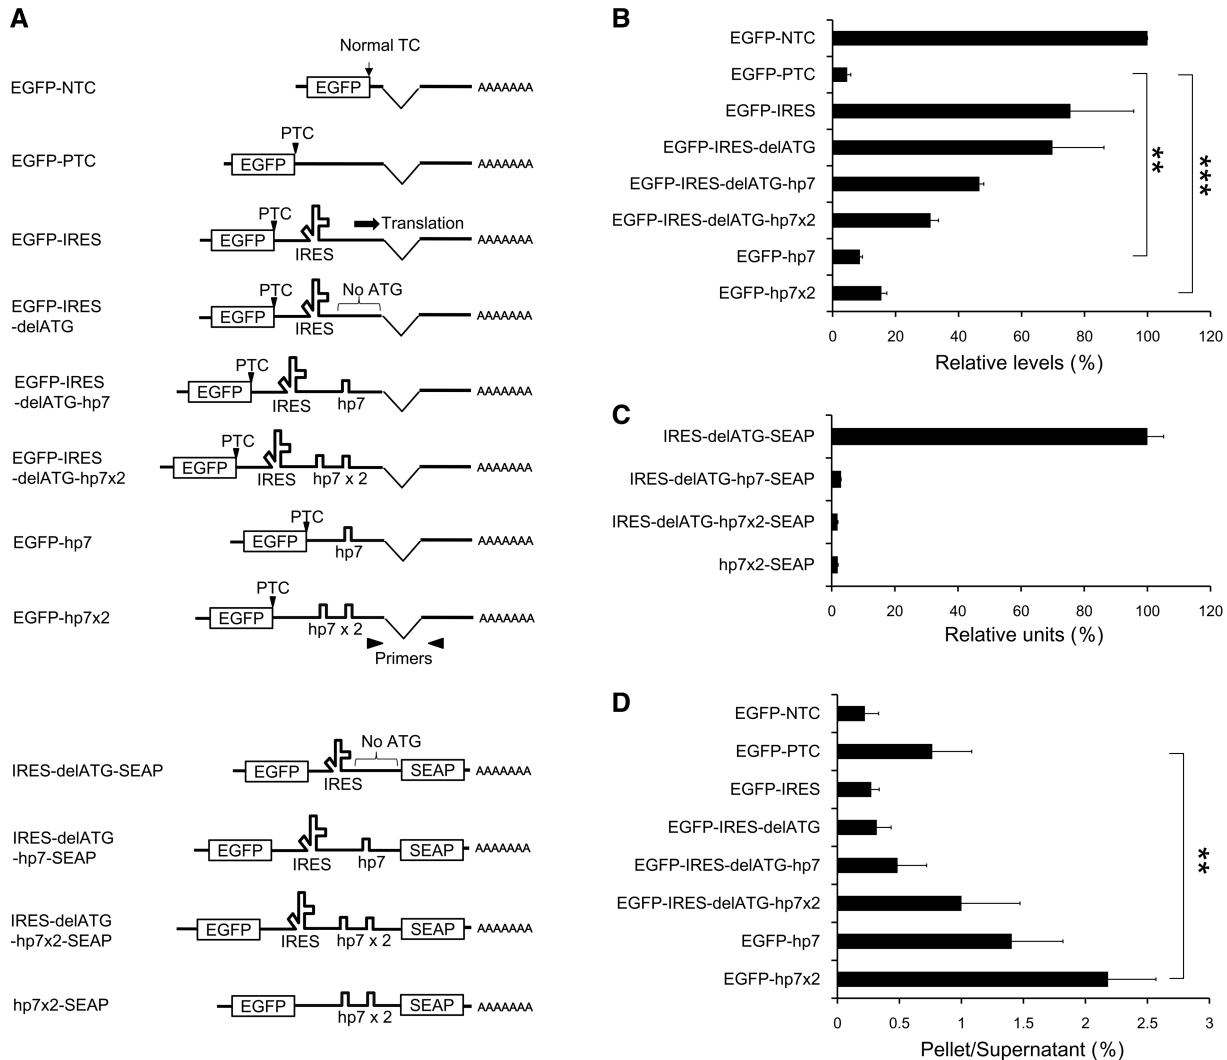 A
Normal TC
EGFP-NTC
EGFP
AAAAAAA
PTC
EGFP-PTC
EGFP
AAAAAAA
PTC
Translation
EGFP-IRES
EGFP
IRES
AAAAAAA
EGFP-IRES
-delATG
PTC
No ATG
EGFP
IRES
AAAAAAA
EGFP-IRES
-delATG-hp7
PTC
EGFP
IRES
hp7
AAAAAAA
EGFP-IRES
-delATG-hp7x2
PTC
EGFP
IRES
hp7 x 2
AAAAAAA
PTC
EGFP-hp7
EGFP
hp7
AAAAAAA
PTC
EGFP-hp7x2
EGFP
hp7 x 2
AAAAAAA
Primers
No ATG
IRES-delATG-SEAP
EGFP
IRES
SEAP
AAAAAAA
IRES-delATG
-hp7-SEAP
EGFP
IRES
hp7
SEAP
AAAAAAA
IRES-delATG
-hp7x2-SEAP
EGFP
IRES
hp7 x 2
SEAP
AAAAAAA
hp7x2-SEAP
EGFP
hp7 x 2
SEAP
AAAAAAA
B
EGFP-NTC
EGFP-PTC
EGFP-IRES
EGFP-IRES-delATG
EGFP-IRES-delATG-hp7
EGFP-IRES-delATG-hp7x2
EGFP-hp7
EGFP-hp7x2
**
***
0 20 40 60 80 100 120
Relative levels (%)
C
IRES-delATG-SEAP
IRES-delATG-hp7-SEAP
IRES-delATG-hp7x2-SEAP
hp7x2-SEAP
0 20 40 60 80 100 120
Relative units (%)
D
EGFP-NTC
EGFP-PTC
EGFP-IRES
EGFP-IRES-delATG
EGFP-IRES-delATG-hp7
EGFP-IRES-delATG-hp7x2
EGFP-hp7
EGFP-hp7x2
**
0 0.5 1 1.5 2 2.5 3
Pellet/Supernatant (%)